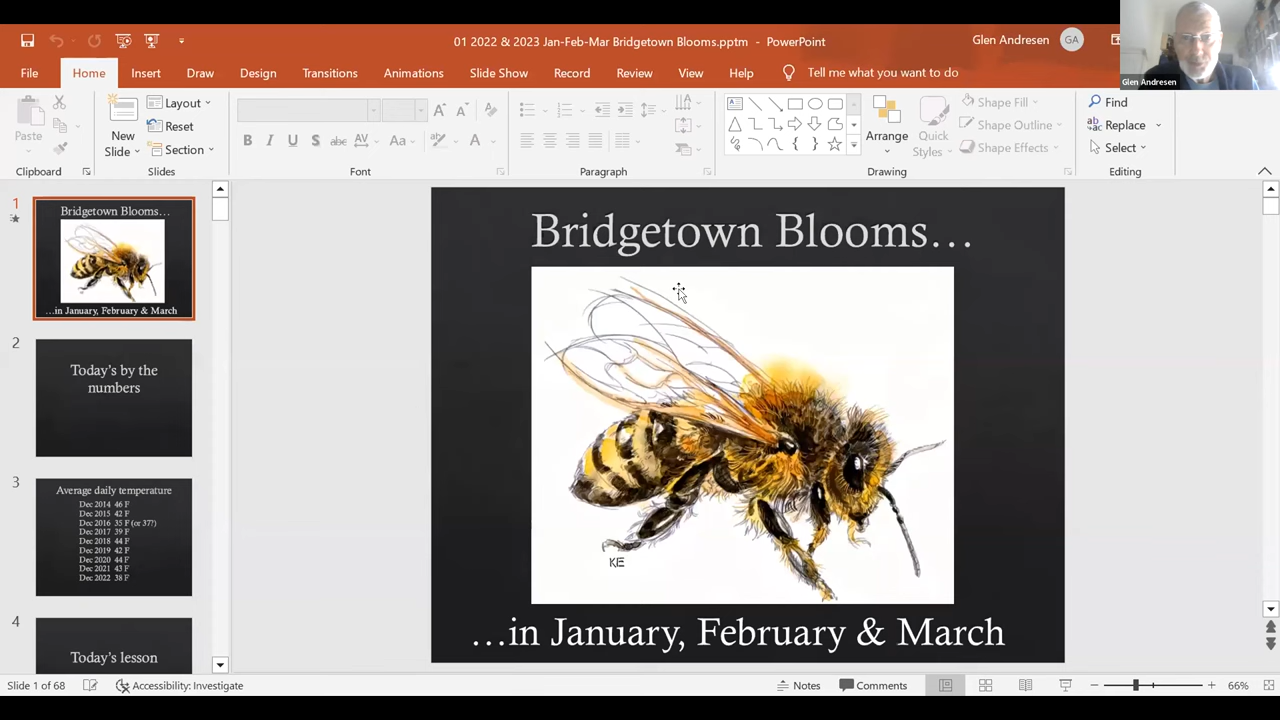 01 2022 & 2023 Jan-Feb-Mar Bridgetown Blooms.pptm - PowerPoint
Glen Andresen
GA
Glen Andresen
File Home Insert Draw Design Transitions Animations Slide Show Record Review View Help Tell me what you want to do
Paste
Clipboard
New
Slide
Layout
Reset
Section
Slides
B I U S abc AV Aa A
Font
Paragraph
Arrange
Quick
Styles
Shape Fill
Shape Outline
Shape Effects
Drawing
Find
Replace
Select
Editing
1
Bridgetown Blooms…
…in January, February & March
2
Today's by the
numbers
3
Average daily temperature
Dec 2014 46 F
Dec 2015 42 F
Dec 2016 35 F (or 37?)
Dec 2017 39 F
Dec 2018 44 F
Dec 2019 42 F
Dec 2020 44 F
Dec 2021 43 F
Dec 2022 38 F
4
Today's lesson
Bridgetown Blooms…
KE
…in January, February & March
Slide 1 of 68 Accessibility: Investigate Notes Comments 66%